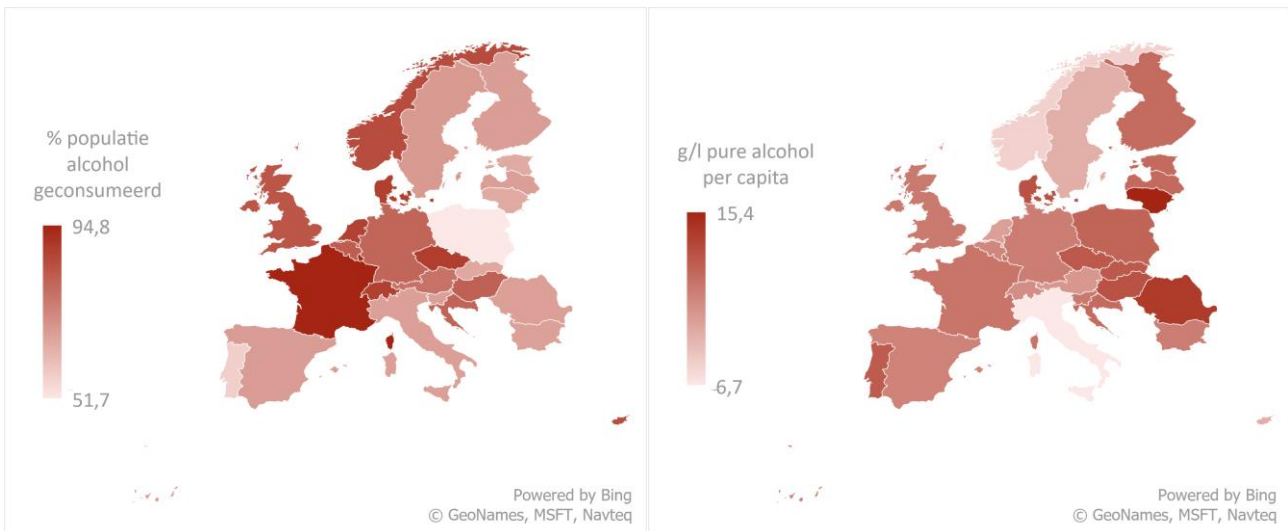 % populatie
alcohol
geconsumeerd
94,8
51,7
Powered by Bing
© GeoNames, MSFT, Navteq
g/l pure alcohol
per capita
15,4
6,7
Powered by Bing
© GeoNames, MSFT, Navteq